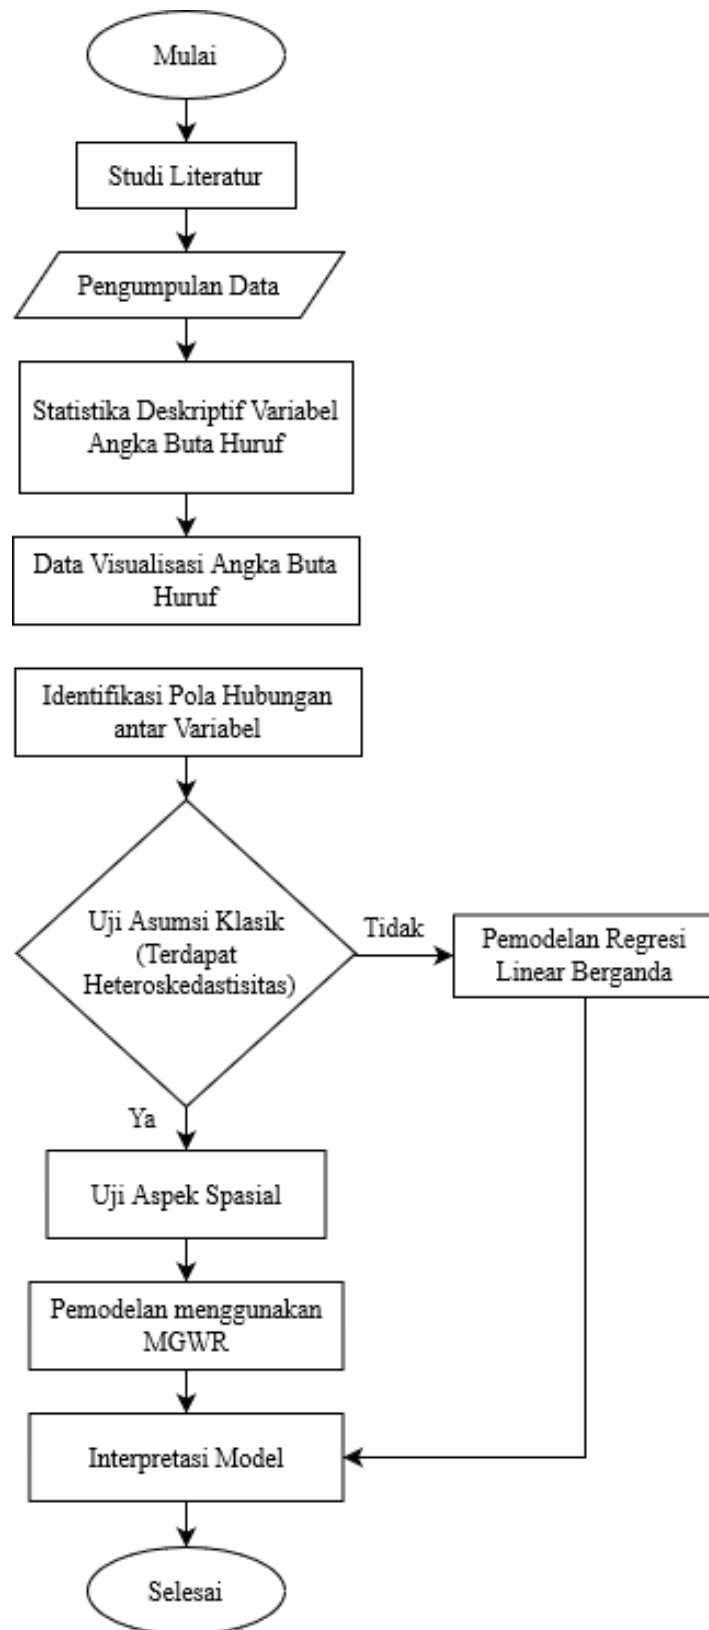 Mulai
Studi Literatur
Pengumpulan Data
Statistika Deskriptif Variabel
Angka Buta Huruf
Data Visualisasi Angka Buta
Huruf
Identifikasi Pola Hubungan
antar Variabel
Uji Asumsi Klasik
(Terdapat
Heteroskedastisitas)
Tidak
Pemodelan Regresi
Linear Berganda
Ya
Uji Aspek Spasial
Pemodelan menggunakan
MGWR
Interpretasi Model
Selesai